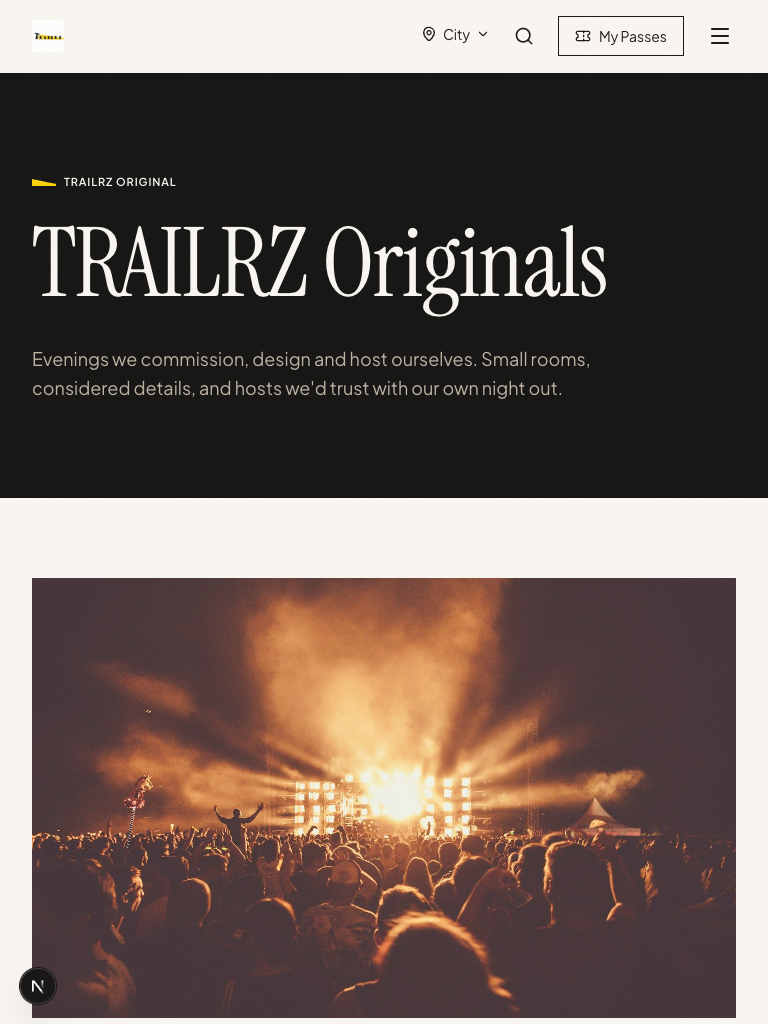 TRAILRZ
City
My Passes
TRAILRZ ORIGINAL
TRAILRZ Originals
Evenings we commission, design and host ourselves. Small rooms,
considered details, and hosts we'd trust with our own night out.
N